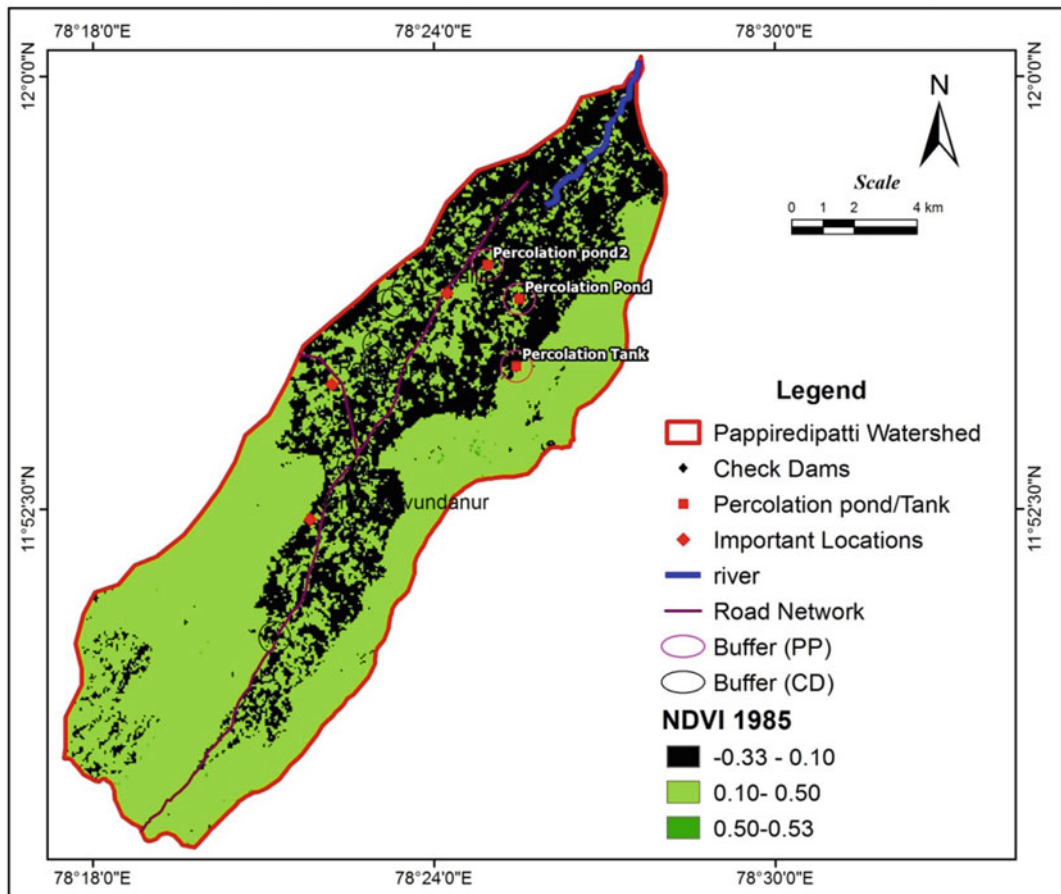 78°18'0"E 78°24'0"E 78°30'0"E
12°0'0"N
12°0'0"N
N
Scale
0 1 2 4 km
Percolation pond2
Percolation Pond
Percolation Tank
11°52'30"N
11°52'30"N
Legend
Pappiredipatti Watershed
Check Dams
Percolation pond/Tank
Important Locations
river
Road Network
Buffer (PP)
Buffer (CD)
NDVI 1985
-0.33 - 0.10
0.10- 0.50
0.50-0.53
78°18'0"E 78°24'0"E 78°30'0"E